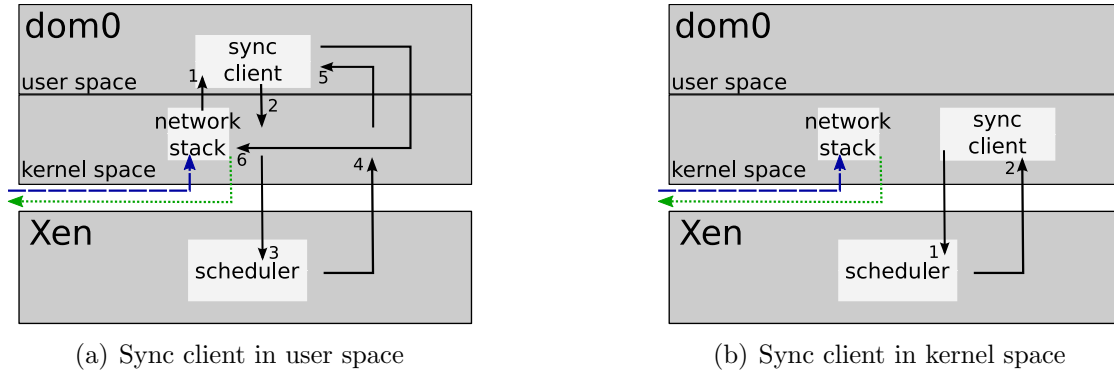 dom0
sync
client
user space
1
5
2
network
stack
6
4
kernel space
Xen
3
scheduler
(a) Sync client in user space
dom0
user space
network
stack
sync
client
kernel space
2
Xen
1
scheduler
(b) Sync client in kernel space